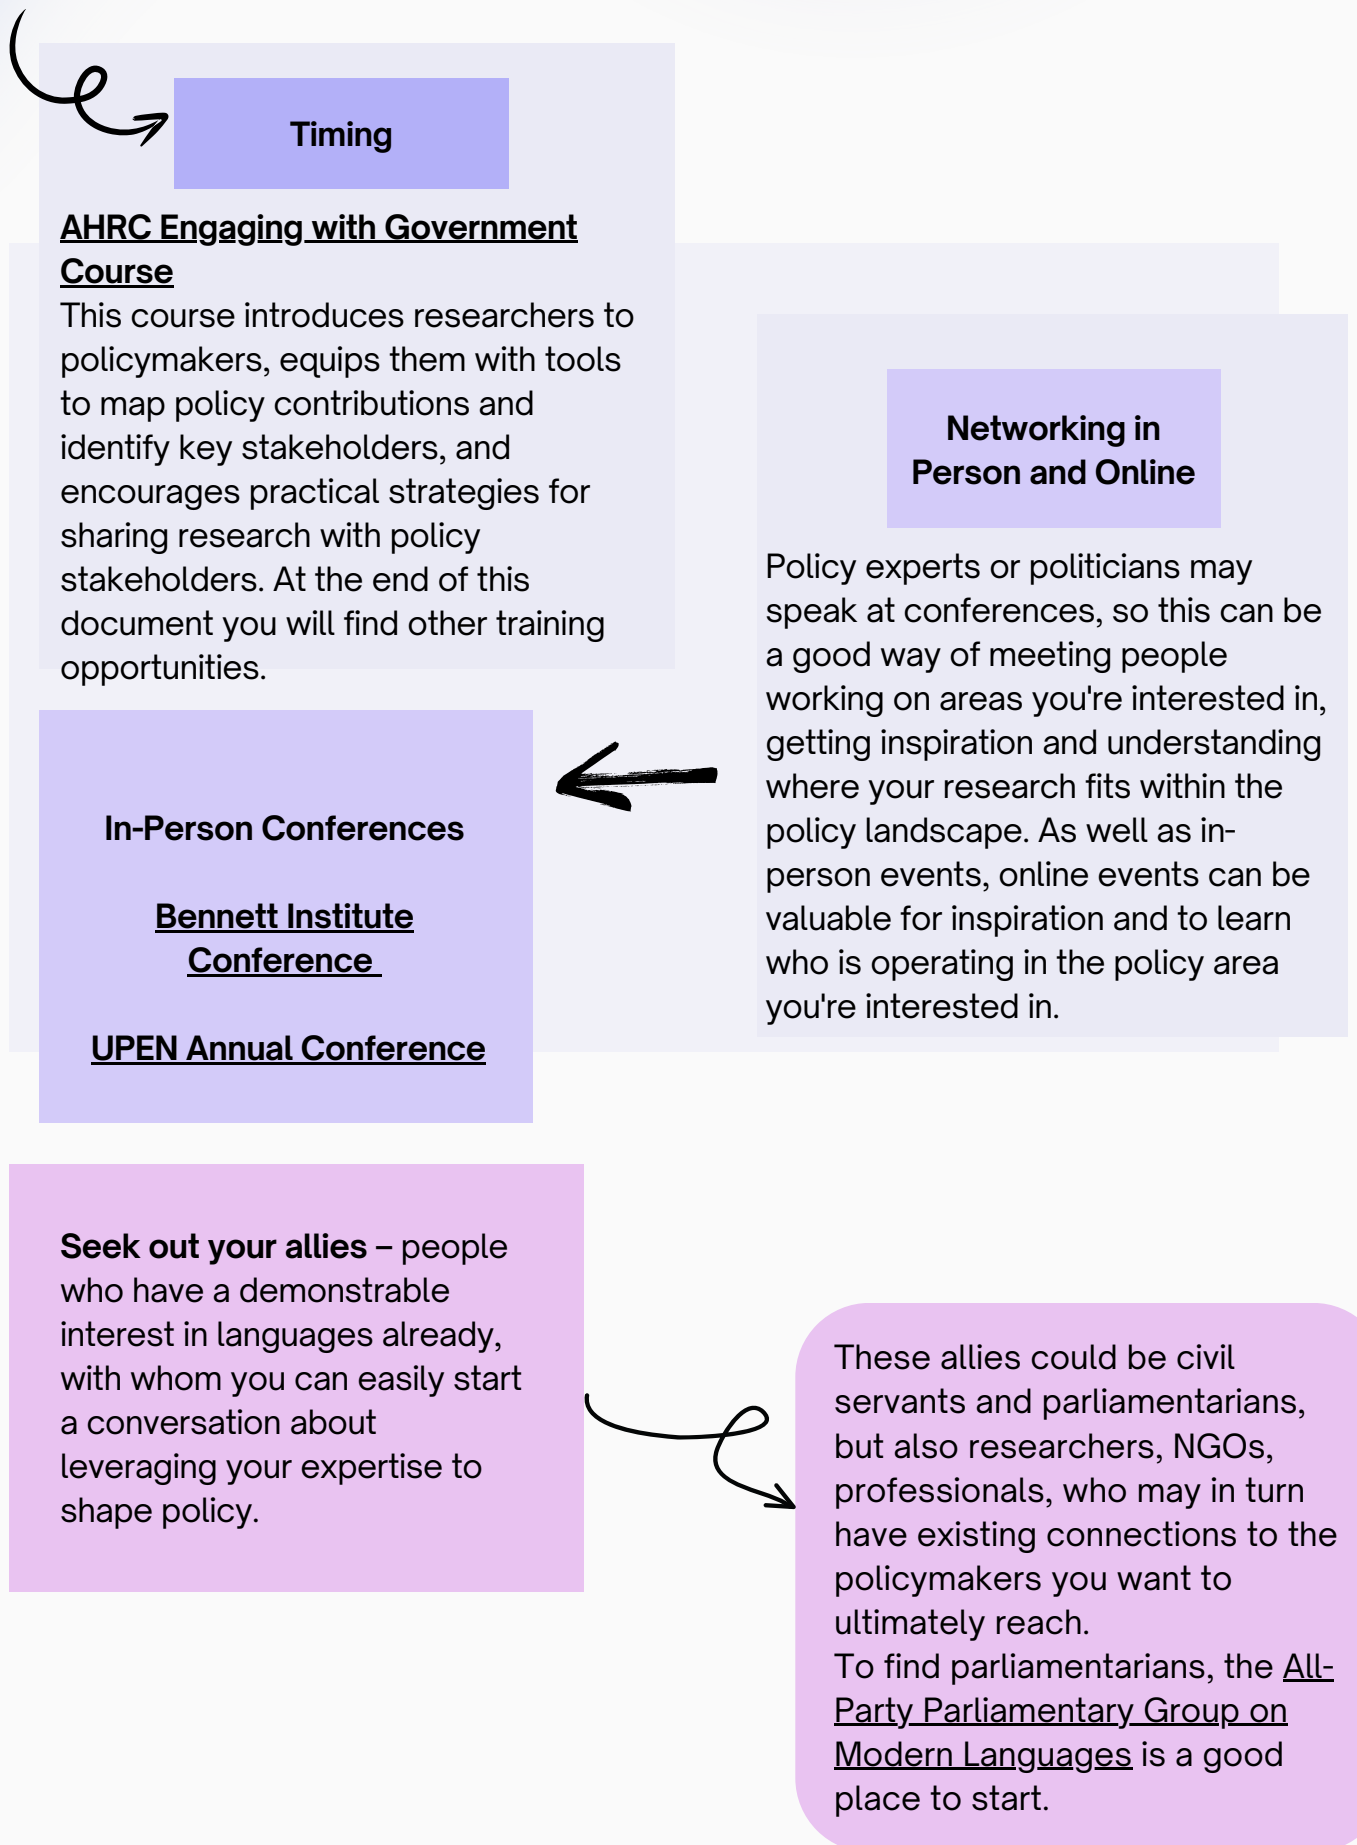 Timing
AHRC Engaging with Government
Course
This course introduces researchers to
policymakers, equips them with tools
to map policy contributions and
identify key stakeholders, and
encourages practical strategies for
sharing research with policy
stakeholders. At the end of this
document you will find other training
opportunities.
Networking in
Person and Online
Policy experts or politicians may
speak at conferences, so this can be
a good way of meeting people
working on areas you're interested in,
getting inspiration and understanding
where your research fits within the
policy landscape. As well as in-
person events, online events can be
valuable for inspiration and to learn
who is operating in the policy area
you're interested in.
In-Person Conferences
Bennett Institute
Conference
UPEN Annual Conference
Seek out your allies – people
who have a demonstrable
interest in languages already,
with whom you can easily start
a conversation about
leveraging your expertise to
shape policy.
These allies could be civil
servants and parliamentarians,
but also researchers, NGOs,
professionals, who may in turn
have existing connections to the
policymakers you want to
ultimately reach.
To find parliamentarians, the All-
Party Parliamentary Group on
Modern Languages is a good
place to start.